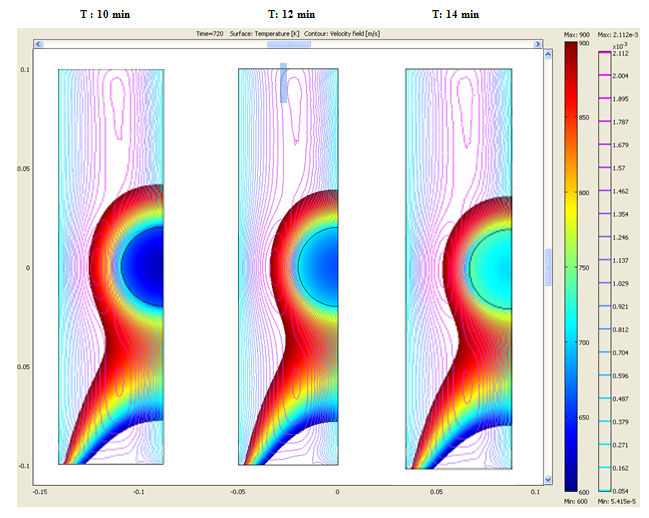 T : 10 min T: 12 min T: 14 min
Time=720 Surface: Temperature [K] Contour: Velocity field [m/s]
Max: 900 Max: 2.112e-3
900 ×10⁻³
0.1 2.112
2.004
850 1.895
1.787
0.05 1.679
1.57
800 1.462
1.354
1.246
0 750 1.137
1.029
0.921
0.812
700 0.704
0.05 0.596
0.487
650 0.379
0.271
0.162
-0.1 600 0.054
-0.15 -0.1 -0.05 0 0.05 0.1
Min: 600 Min: 5.415e-5